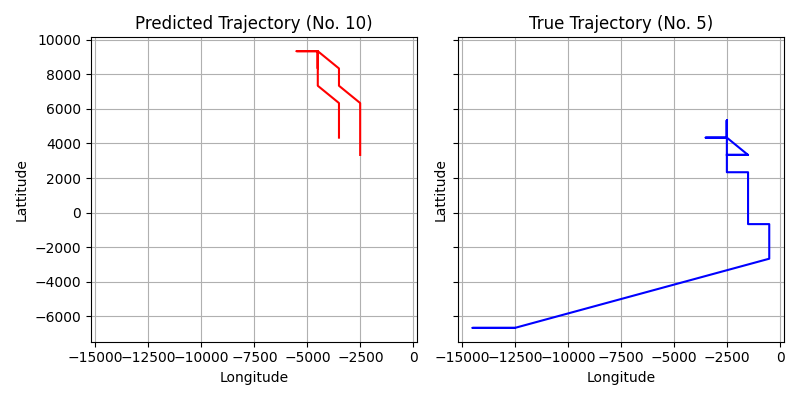 Predicted Trajectory (No. 10)
True Trajectory (No. 5)
10000
8000
6000
4000
2000
0
−2000
−4000
−6000
Lattitude
Lattitude
−15000 −12500 −10000 −7500 −5000 −2500 0
−15000 −12500 −10000 −7500 −5000 −2500 0
Longitude
Longitude